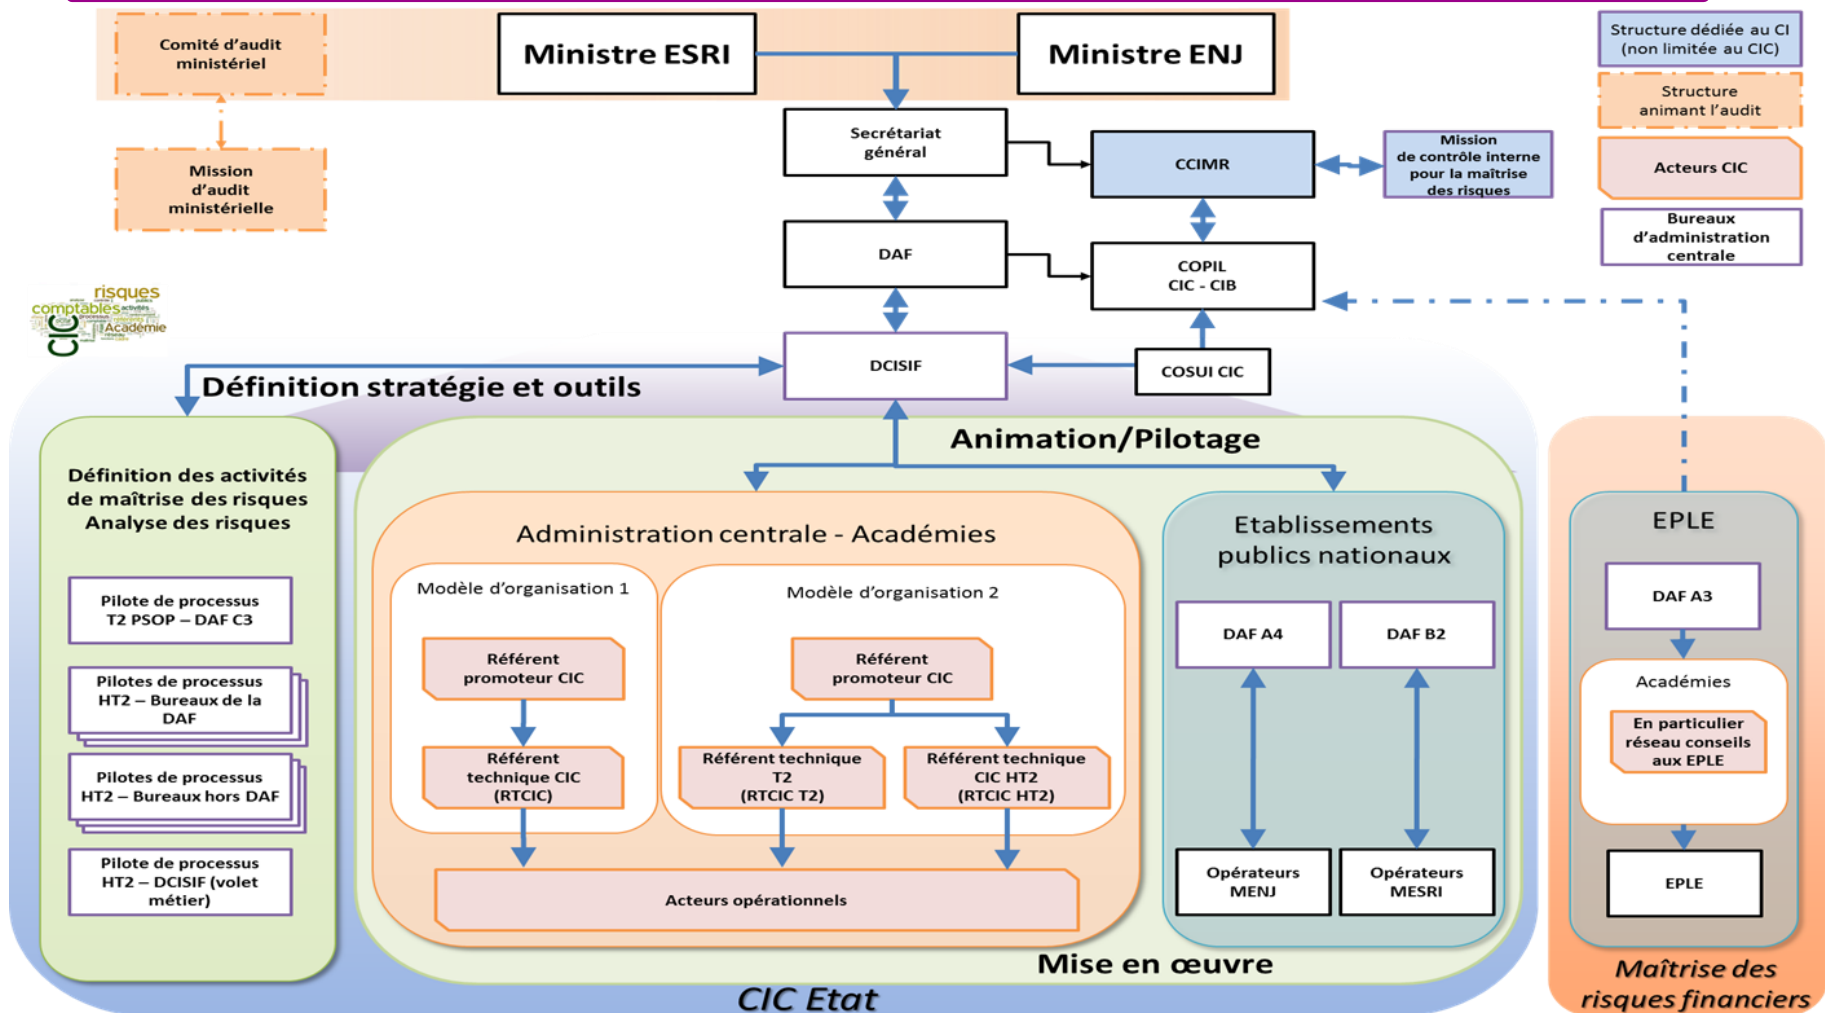 Comité d'audit
ministériel
Ministre ESRI
Ministre ENJ
Structure dédiée au CI
(non limitée au CIC)
Structure
animant l'audit
Acteurs CIC
Bureaux
d'administration
centrale
Mission
d'audit
ministérielle
Secrétariat
général
CCIMR
Mission
de contrôle interne
pour la maîtrise
des risques
DAF
COPIL
CIC - CIB
risques
comptables
activités
processus
Académie
CIC
DCISIF
COSUI CIC
Définition stratégie et outils
Animation/Pilotage
Définition des activités
de maîtrise des risques
Analyse des risques
Pilote de processus
T2 PSOP – DAF C3
Pilotes de processus
HT2 – Bureaux de la
DAF
Pilotes de processus
HT2 – Bureaux hors DAF
Pilote de processus
HT2 – DCISIF (volet
métier)
Administration centrale - Académies
Modèle d'organisation 1
Référent
promoteur CIC
Référent
technique CIC
(RTCIC)
Modèle d'organisation 2
Référent
promoteur CIC
Référent technique
T2
(RTCIC T2)
Référent technique
CIC HT2
(RTCIC HT2)
Acteurs opérationnels
Etablissements
publics nationaux
DAF A4
DAF B2
Opérateurs
MENJ
Opérateurs
MESRI
Mise en œuvre
CIC Etat
EPLE
DAF A3
Académies
En particulier
réseau conseils
aux EPLE
EPLE
Maîtrise des
risques financiers